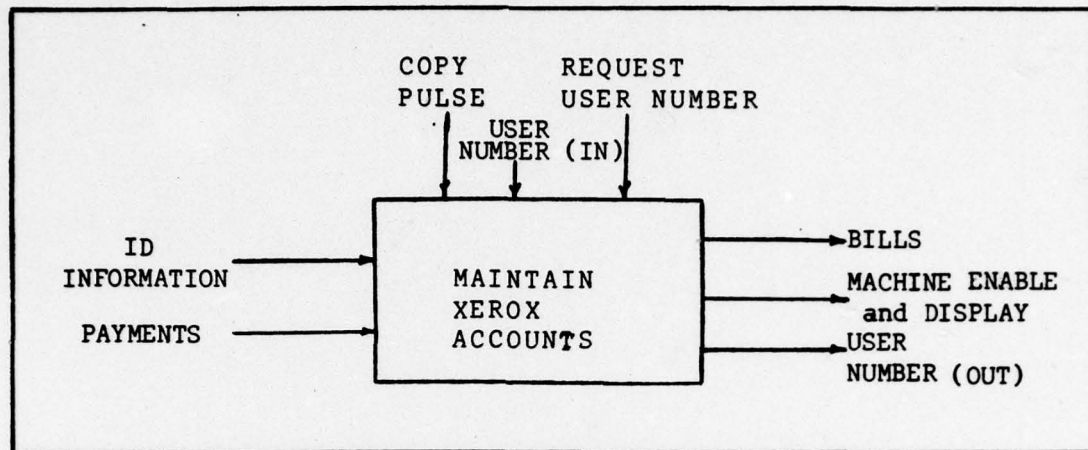 COPY
PULSE
REQUEST
USER NUMBER
USER
NUMBER (IN)
ID
INFORMATION
PAYMENTS
MAINTAIN
XEROX
ACCOUNTS
BILLS
MACHINE ENABLE
and DISPLAY
USER
NUMBER (OUT)